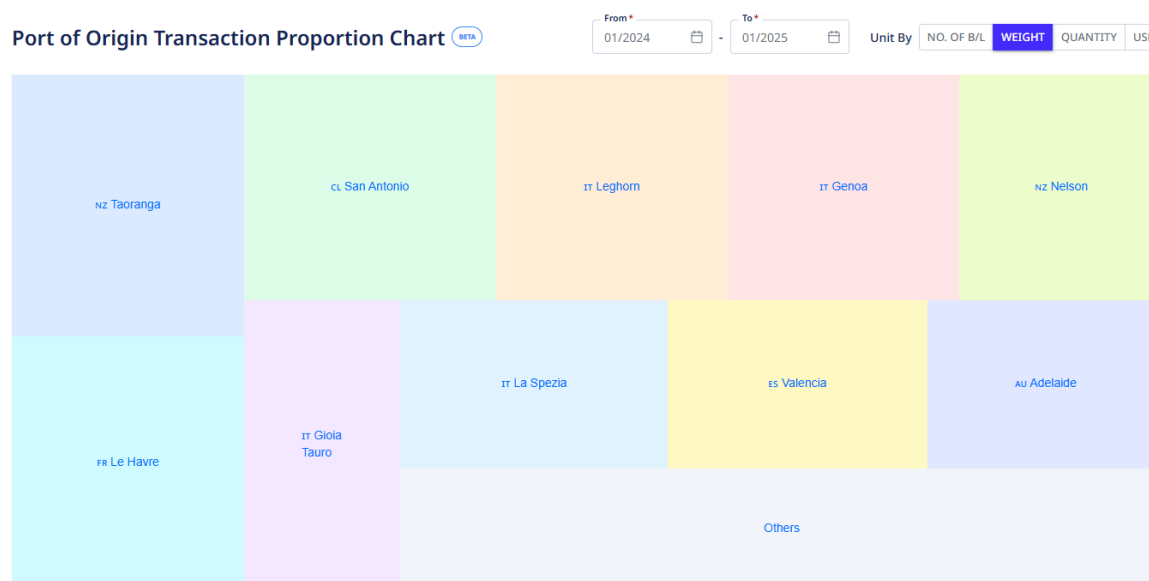 Port of Origin Transaction Proportion Chart BETA
From * To *
01/2024 - 01/2025 Unit By NO. OF B/L WEIGHT QUANTITY
NZ Taoranga
CL San Antonio
IT Leghorn
IT Genoa
NZ Nelson
FR Le Havre
IT Gioia
Tauro
IT La Spezia
ES Valencia
AU Adelaide
Others